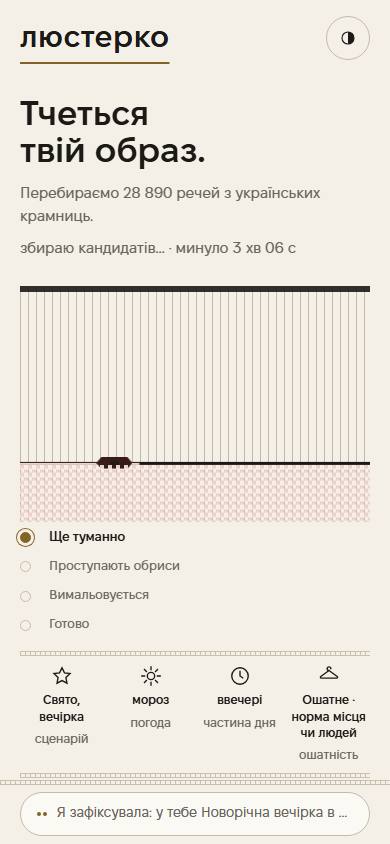 люстерко
Тчеться
твій образ.
Перебираємо 28 890 речей з українських
крамниць.
збираю кандидатів... · минуло 3 хв 06 с
Ще туманно
Проступають обриси
Вимальовується
Готово
Свято,
вечірка
сценарій
мороз
погода
ввечері
частина дня
Ошатне ·
норма місця
чи людей
ошатність
Я зафіксувала: у тебе Новорічна вечірка в ...